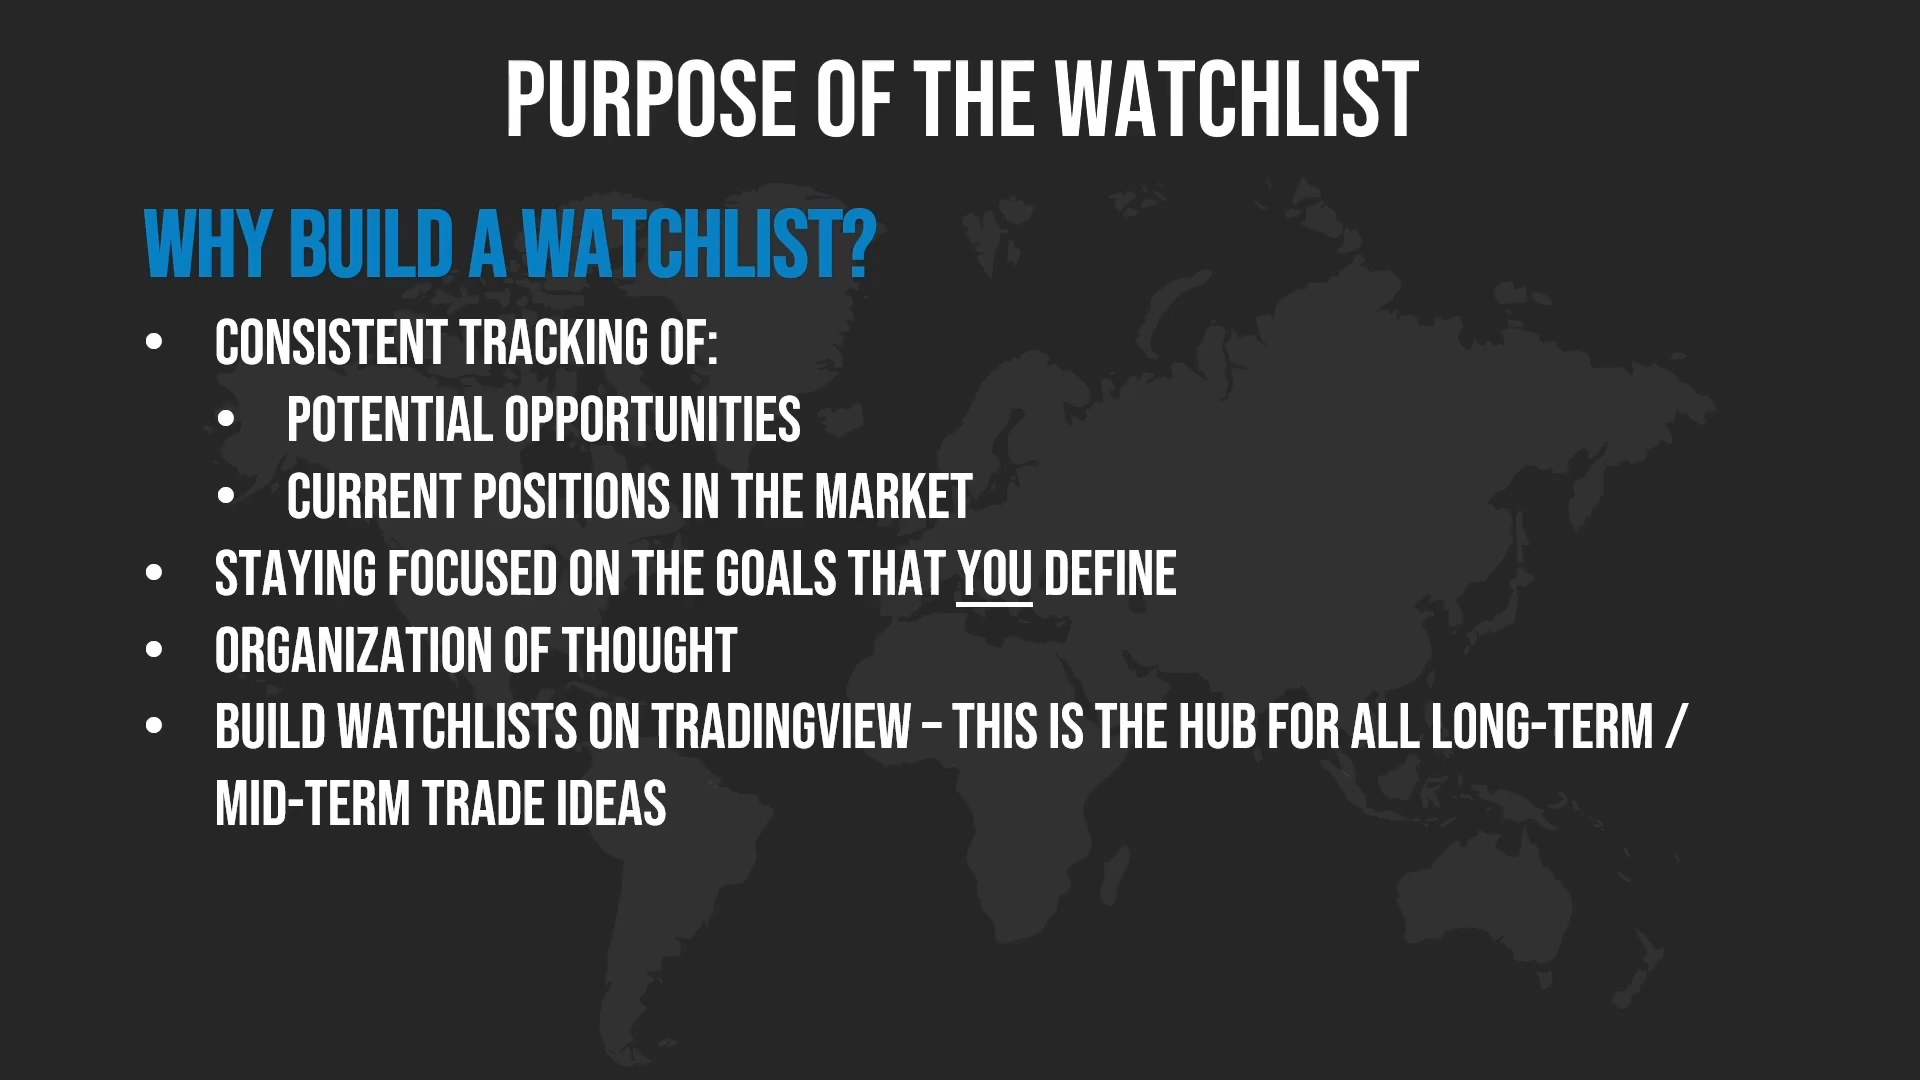 PURPOSE OF THE WATCHLIST
WHY BUILD A WATCHLIST?
• CONSISTENT TRACKING OF:
• POTENTIAL OPPORTUNITIES
• CURRENT POSITIONS IN THE MARKET
• STAYING FOCUSED ON THE GOALS THAT YOU DEFINE
• ORGANIZATION OF THOUGHT
• BUILD WATCHLISTS ON TRADINGVIEW – THIS IS THE HUB FOR ALL LONG-TERM /
MID-TERM TRADE IDEAS